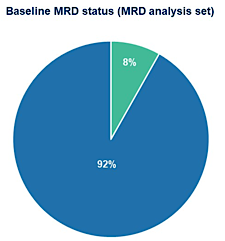 Baseline MRD status (MRD analysis set)
8%
92%